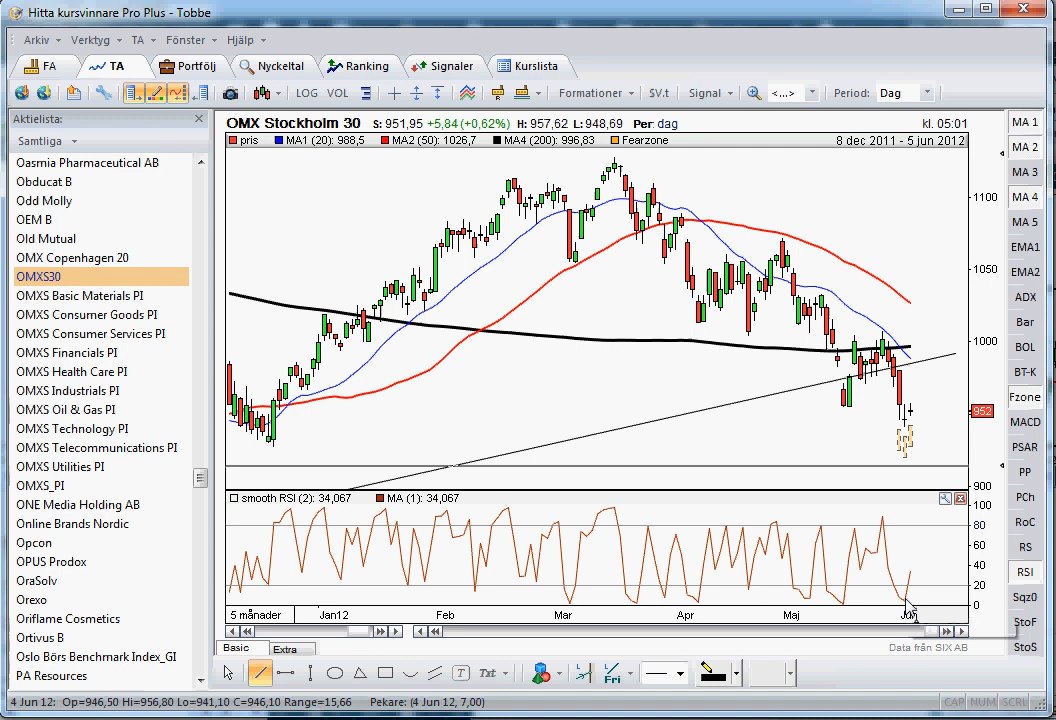 Hitta kursvinnare Pro Plus - Tobbe
Arkiv Verktyg TA Fönster Hjälp
FA TA Portfölj Nyckeltal Ranking Signaler Kurslista
LOG VOL Formationer $V.t Signal <...> Period: Dag
Aktielista:
Samtliga
Oasmia Pharmaceutical AB
Obducat B
Odd Molly
OEM B
Old Mutual
OMX Copenhagen 20
OMXS30
OMXS Basic Materials PI
OMXS Consumer Goods PI
OMXS Consumer Services PI
OMXS Financials PI
OMXS Health Care PI
OMXS Industrials PI
OMXS Oil & Gas PI
OMXS Technology PI
OMXS Telecommunications PI
OMXS Utilities PI
OMXS_PI
ONE Media Holding AB
Online Brands Nordic
Opcon
OPUS Prodox
OraSolv
Orexo
Oriflame Cosmetics
Ortivus B
Oslo Börs Benchmark Index_GI
PA Resources
OMX Stockholm 30 S: 951,95 +5,84 (+0,62%) H: 957,62 L: 948,69 Per: dag kl. 05:01
pris MA1 (20): 988,5 MA2 (50): 1026,7 MA4 (200): 996,83 Fearzone 8 dec 2011 - 5 jun 2012
1100
1050
1000
952
900
smooth RSI (2): 34,067 MA (1): 34,067
100
80
60
40
20
0
5 månader Jan12 Feb Mar Apr Maj
Basic Extra Data från SIX AB
Txt Fri
MA 1
MA 2
MA 3
MA 4
MA 5
EMA1
EMA2
ADX
Bar
BOL
BT-K
Fzone
MACD
PSAR
PP
PCh
RoC
RS
RSI
Sqz0
StoF
StoS
4 Jun 12: Op=946,50 Hi=956,80 Lo=941,10 C=946,10 Range=15,66 Pekare: (4 Jun 12, 7,00) CAP NUM SCRL